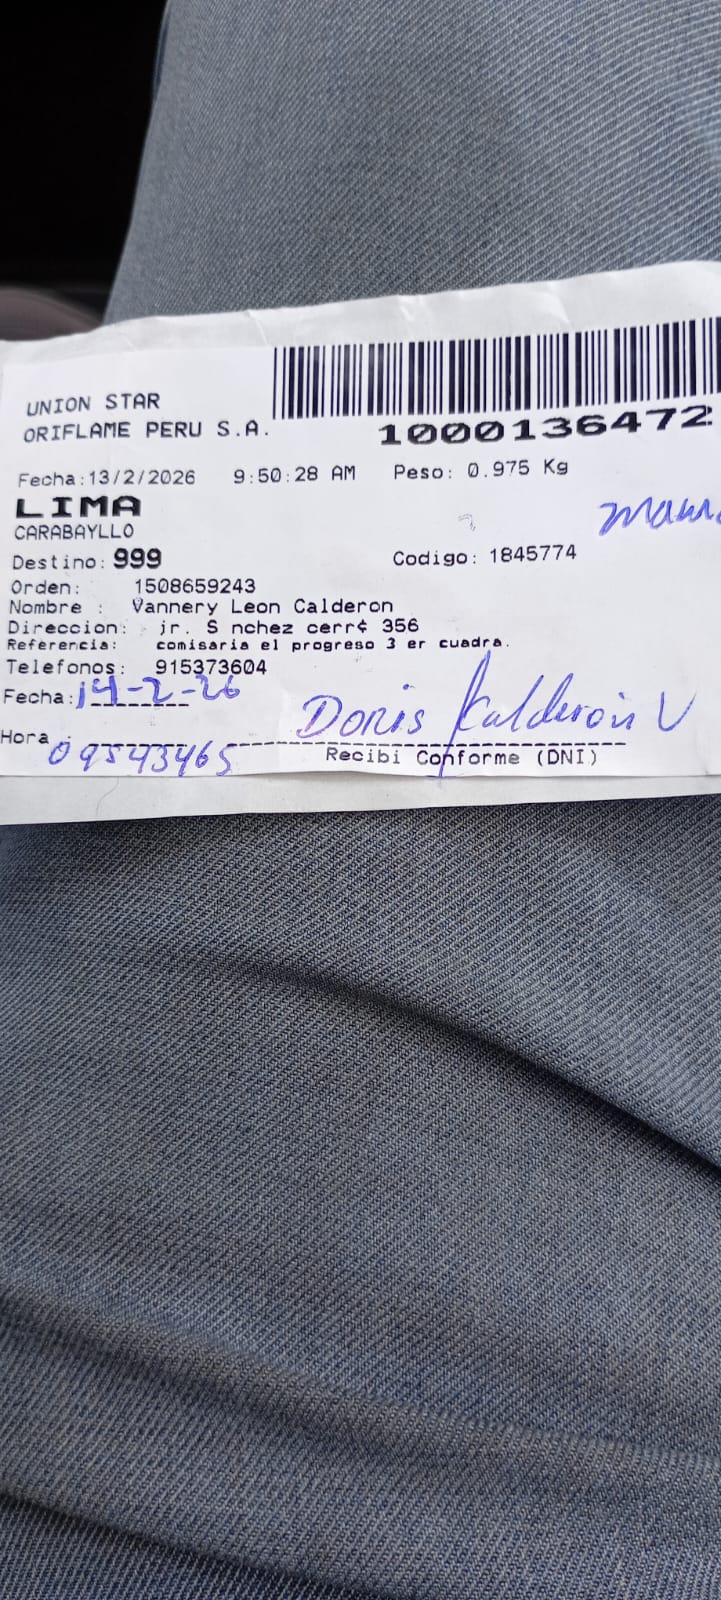 UNION STAR
ORIFLAME PERU S.A.
1000136472
Fecha:13/2/2026 9:50:28 AM Peso: 0.975 Kg
LIMA
CARABAYLLO
Destino: 999 Codigo: 1845774
Orden: 1508659243
Nombre : Vannery Leon Calderon
Direccion: jr. S nchez cerr¢ 356
Referencia: comisaria el progreso 3 er cuadra.
Telefonos: 915373604
Fecha: 14-2-26
Doris Calderón V
Hora : 09543465
Recibi Conforme (DNI)